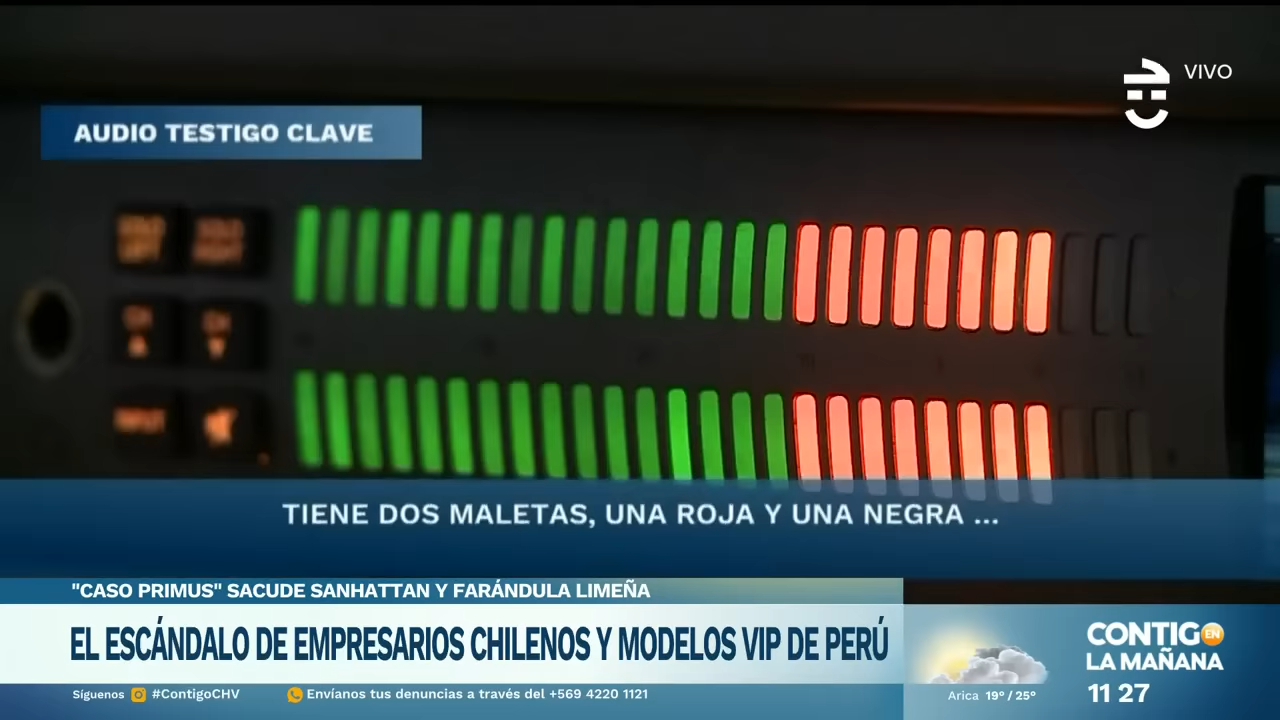 VIVO
AUDIO TESTIGO CLAVE
TIENE DOS MALETAS, UNA ROJA Y UNA NEGRA ...
"CASO PRIMUS" SACUDE SANHATTAN Y FARÁNDULA LIMEÑA
EL ESCÁNDALO DE EMPRESARIOS CHILENOS Y MODELOS VIP DE PERÚ
CONTIGO EN
LA MAÑANA
Síguenos #ContigoCHV Envíanos tus denuncias a través del +569 4220 1121
Arica 19° / 25°
11 27